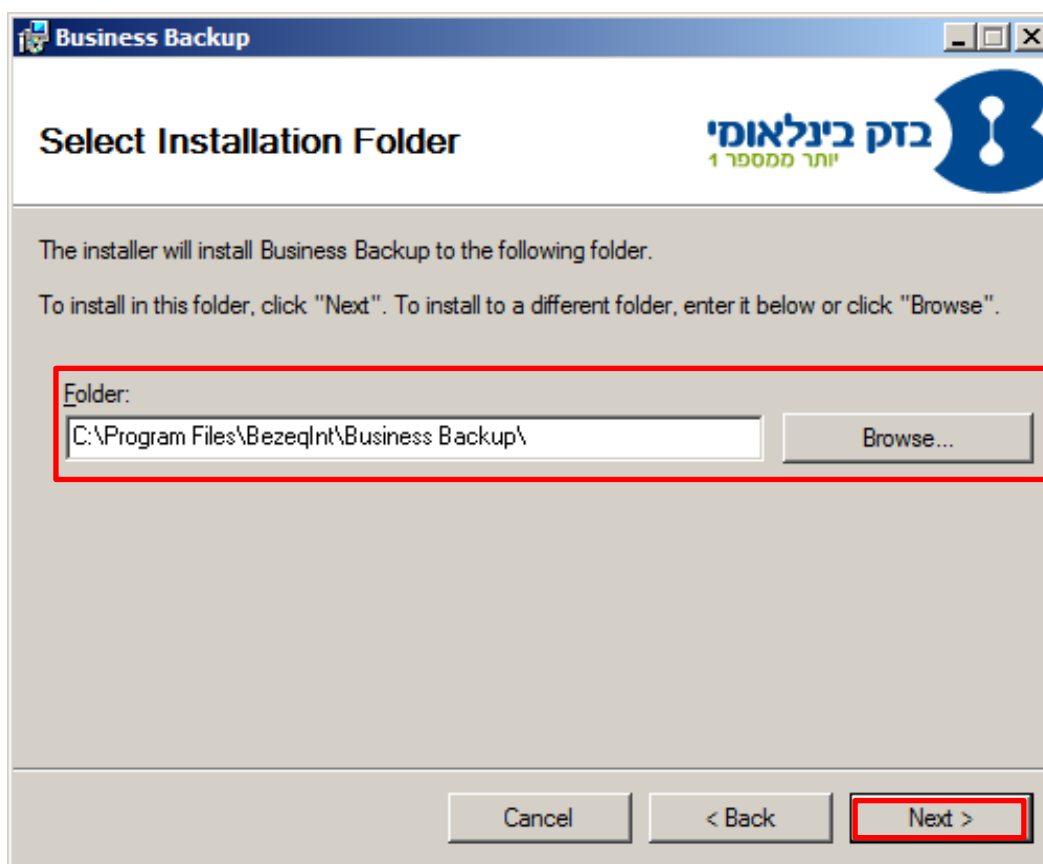 Business Backup
Select Installation Folder
בזק בינלאומי
יותר ממספר 1
The installer will install Business Backup to the following folder.
To install in this folder, click "Next". To install to a different folder, enter it below or click "Browse".
Folder:
C:\Program Files\BezeqInt\Business Backup\
Browse...
Cancel
< Back
Next >